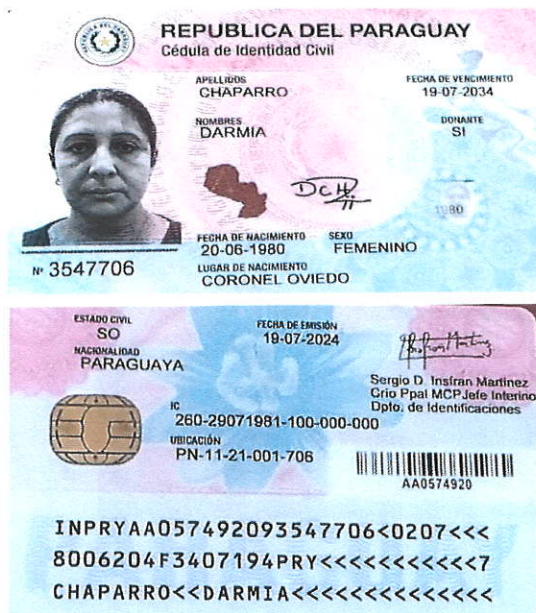 REPUBLICA DEL PARAGUAY
Cédula de Identidad Civil
APELLIDOS
CHAPARRO
FECHA DE VENCIMIENTO
19-07-2034
NOMBRES
DARMIA
DONANTE
SI
1980
FECHA DE NACIMIENTO SEXO
20-06-1980 FEMENINO
Nº 3547706
LUGAR DE NACIMIENTO
CORONEL OVIEDO
ESTADO CIVIL
SO
FECHA DE EMISIÓN
19-07-2024
NACIONALIDAD
PARAGUAYA
Sergio D. Insfran Martinez
Crio Ppal MCP Jefe Interino
Dpto. de Identificaciones
IC
260-29071981-100-000-000
UBICACIÓN
PN-11-21-001-706
AA0574920
INPRYAA057492093547706<0207<<<
8006204F3407194PRY<<<<<<<<<<<7
CHAPARRO<<DARMIA<<<<<<<<<<<<<<